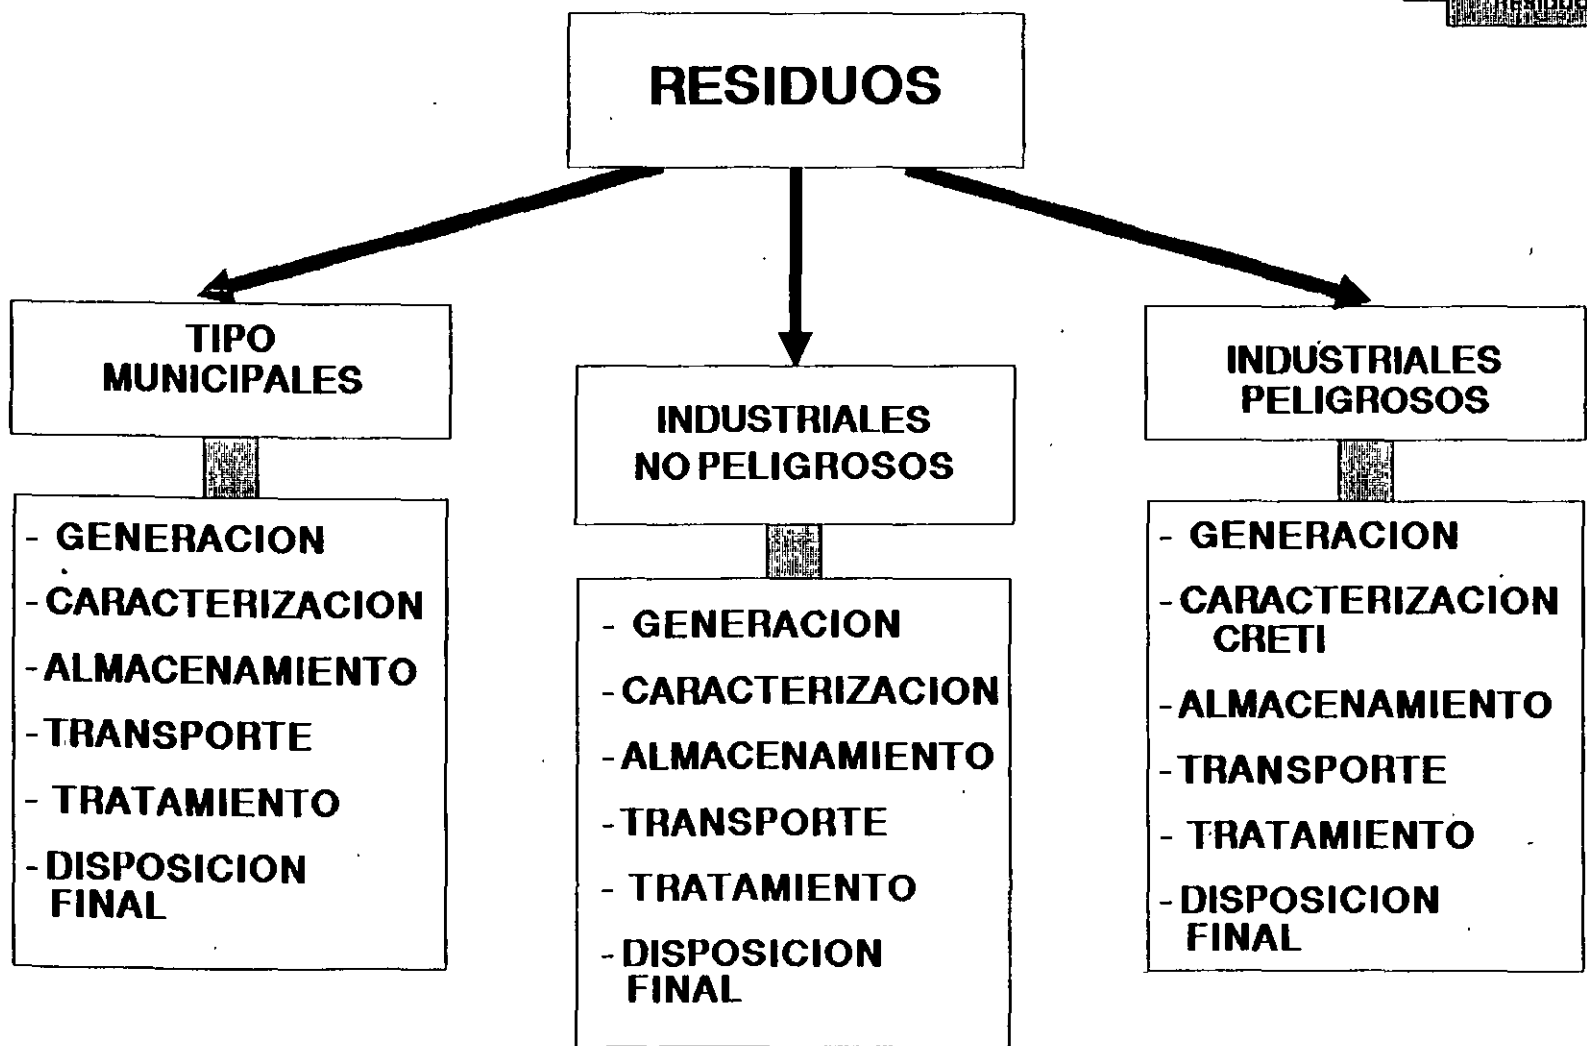 RESIDUOS
TIPO
MUNICIPALES
- GENERACION
- CARACTERIZACION
- ALMACENAMIENTO
- TRANSPORTE
- TRATAMIENTO
- DISPOSICION
FINAL
INDUSTRIALES
NO PELIGROSOS
- GENERACION
- CARACTERIZACION
- ALMACENAMIENTO
- TRANSPORTE
- TRATAMIENTO
- DISPOSICION
FINAL
INDUSTRIALES
PELIGROSOS
- GENERACION
- CARACTERIZACION
CRETI
- ALMACENAMIENTO
- TRANSPORTE
- TRATAMIENTO
- DISPOSICION
FINAL